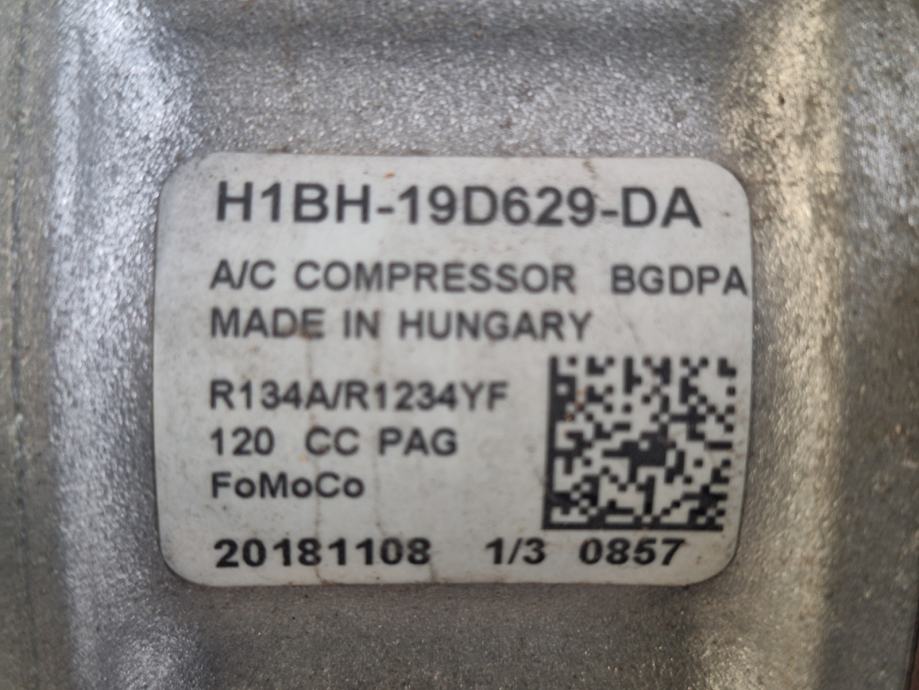 H1BH-19D629-DA
A/C COMPRESSOR BGDPA
MADE IN HUNGARY
R134A/R1234YF
120 CC PAG
FoMoCo
20181108 1/3 0857